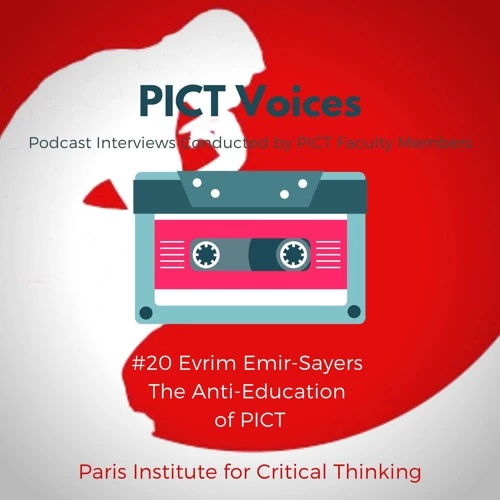 PICT Voices
Podcast Interviews Conducted by PICT Faculty Members
#20 Evrim Emir-Sayers
The Anti-Education
of PICT
Paris Institute for Critical Thinking